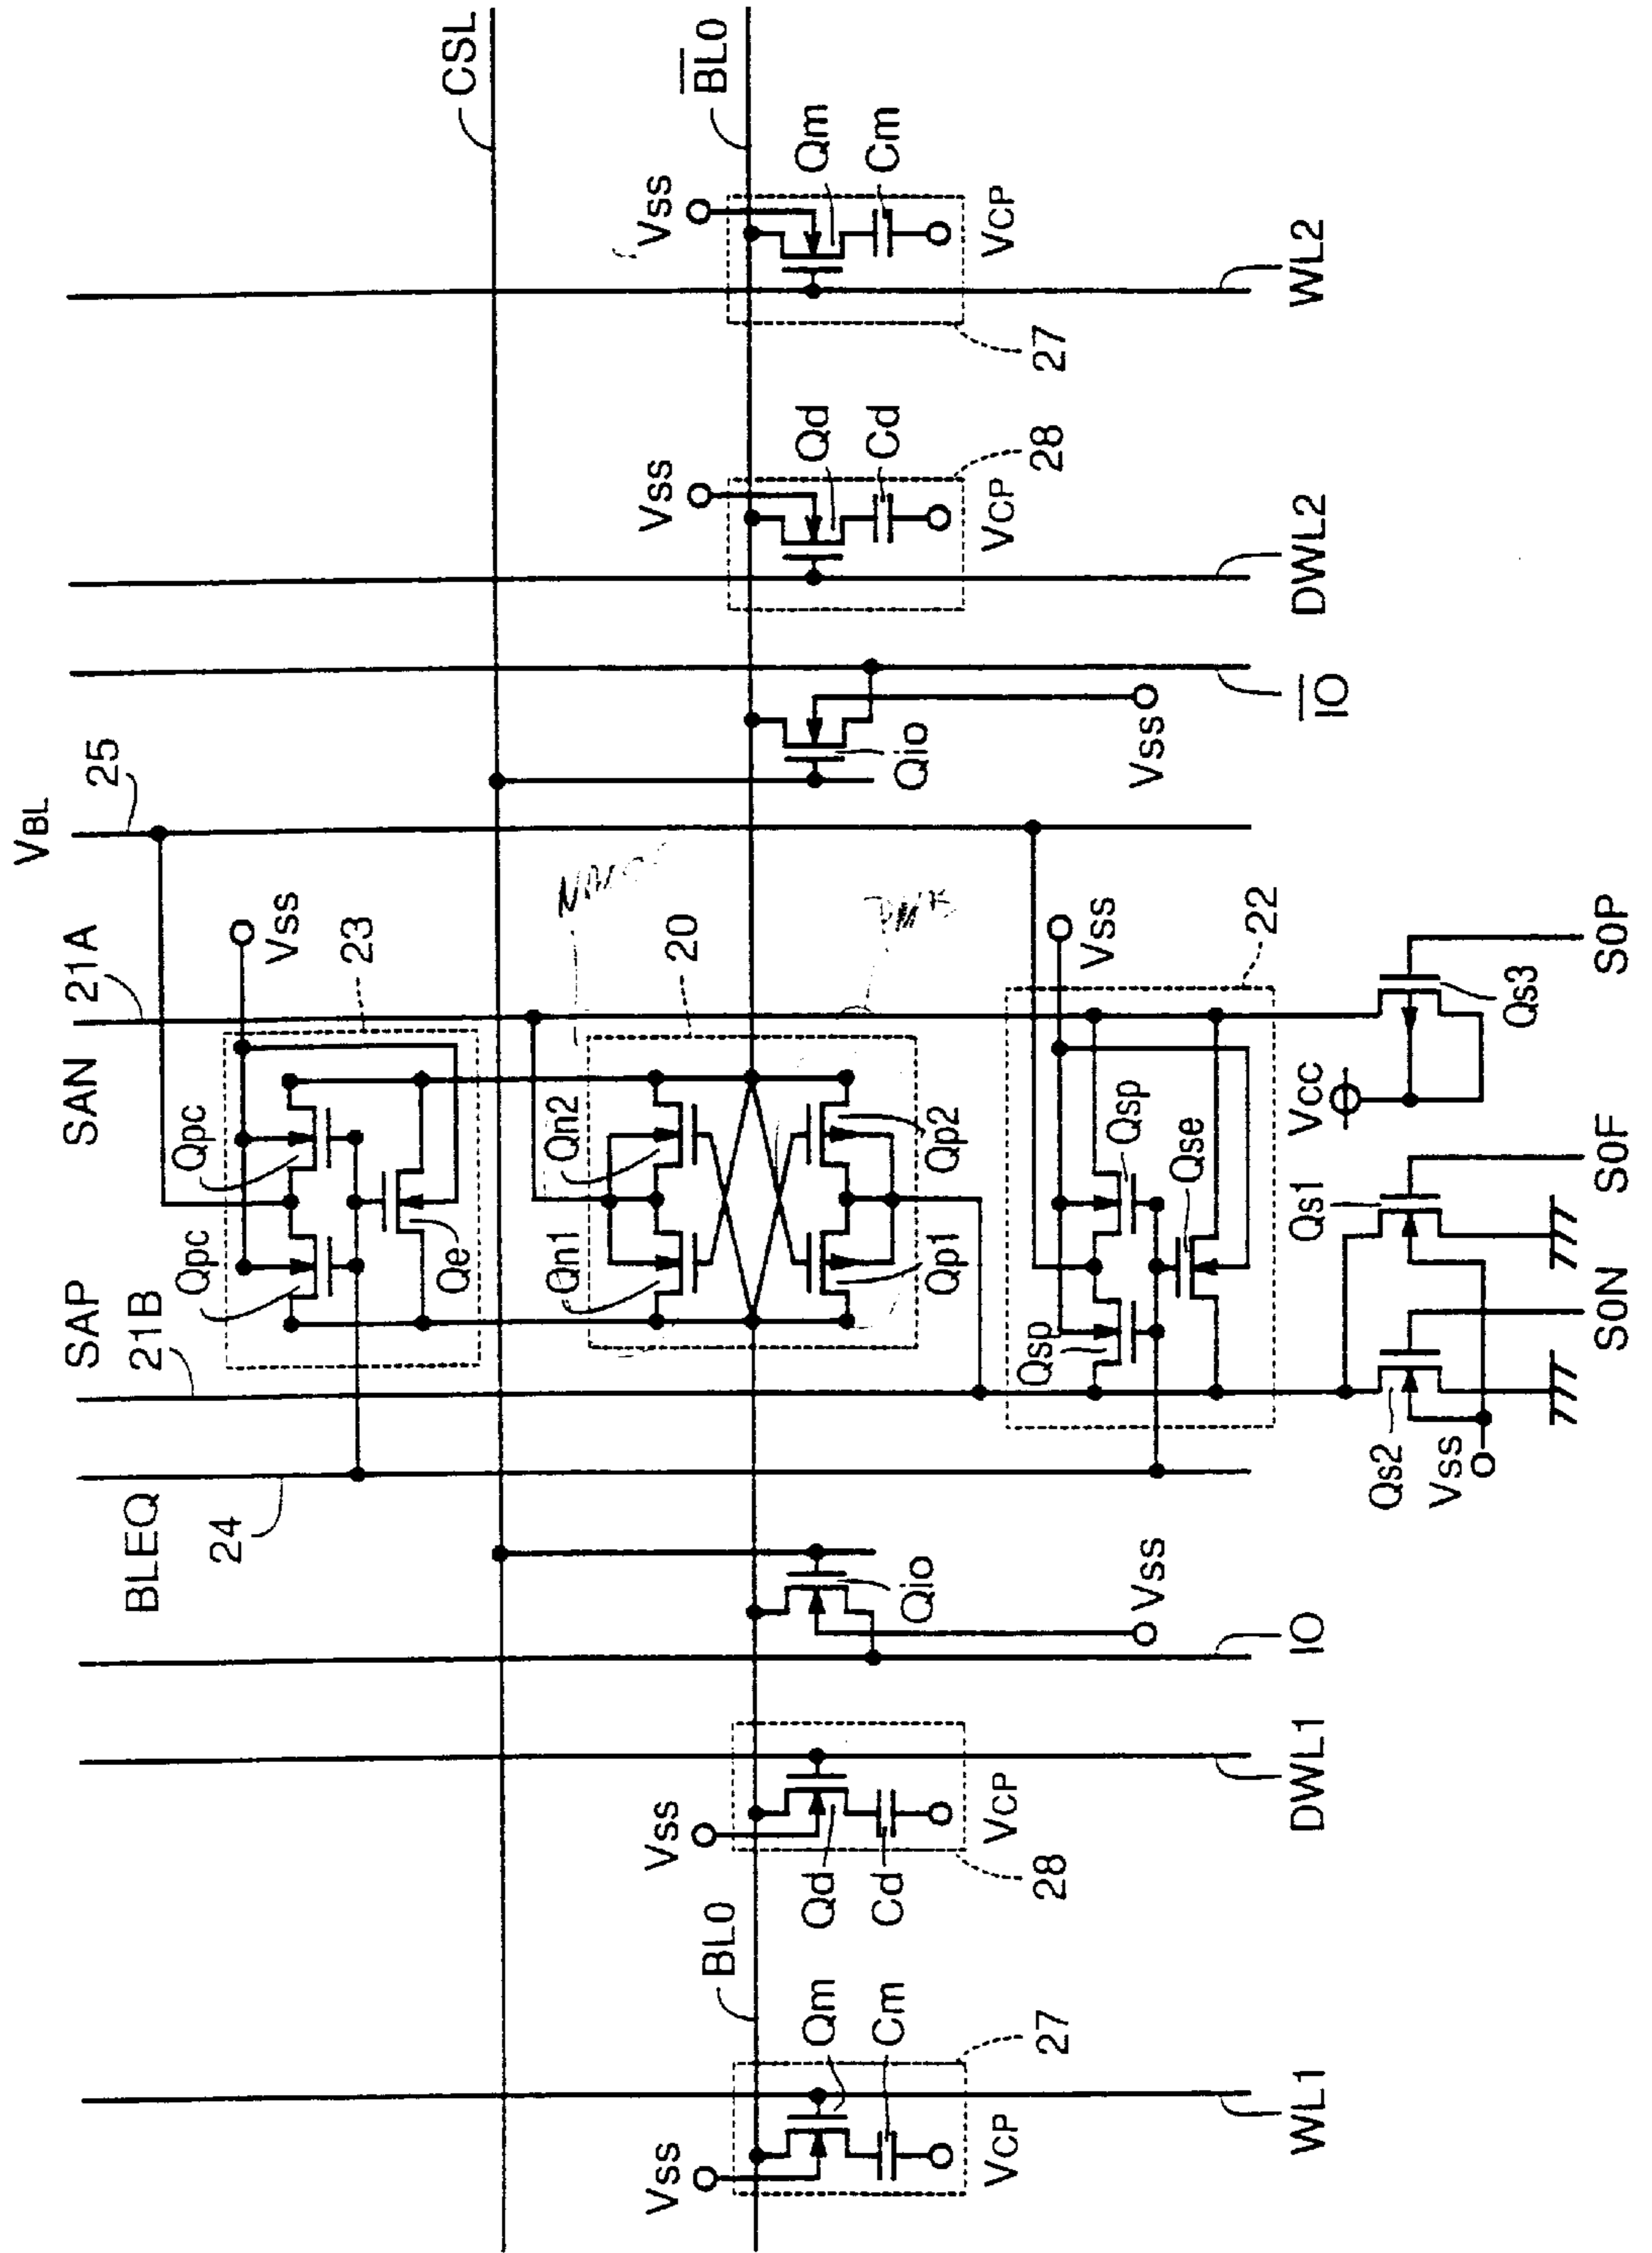 VBL
SAP
SAN
21A
25
BLEQ
21B
Qpc
Qpc
24
Vss
23
Qe
CSL
Qn1
Qn2
Vss
Vss
Vss
Vss
20
BL0
B̅L̅0̅
Qm
Qd
Qd
Qm
Cm
Cd
Cd
Cm
Qio
Qio
Qp1
Qp2
VCP
VCP
VCP
VCP
27
28
28
27
Qsp
Vss
Qsp
Vss
Vss
Qse
22
WL1
DWL1
IO
Qs1
Vcc
I̅O̅
DWL2
WL2
Qs2
Vss
Qs3
S0N
S0F
S0P